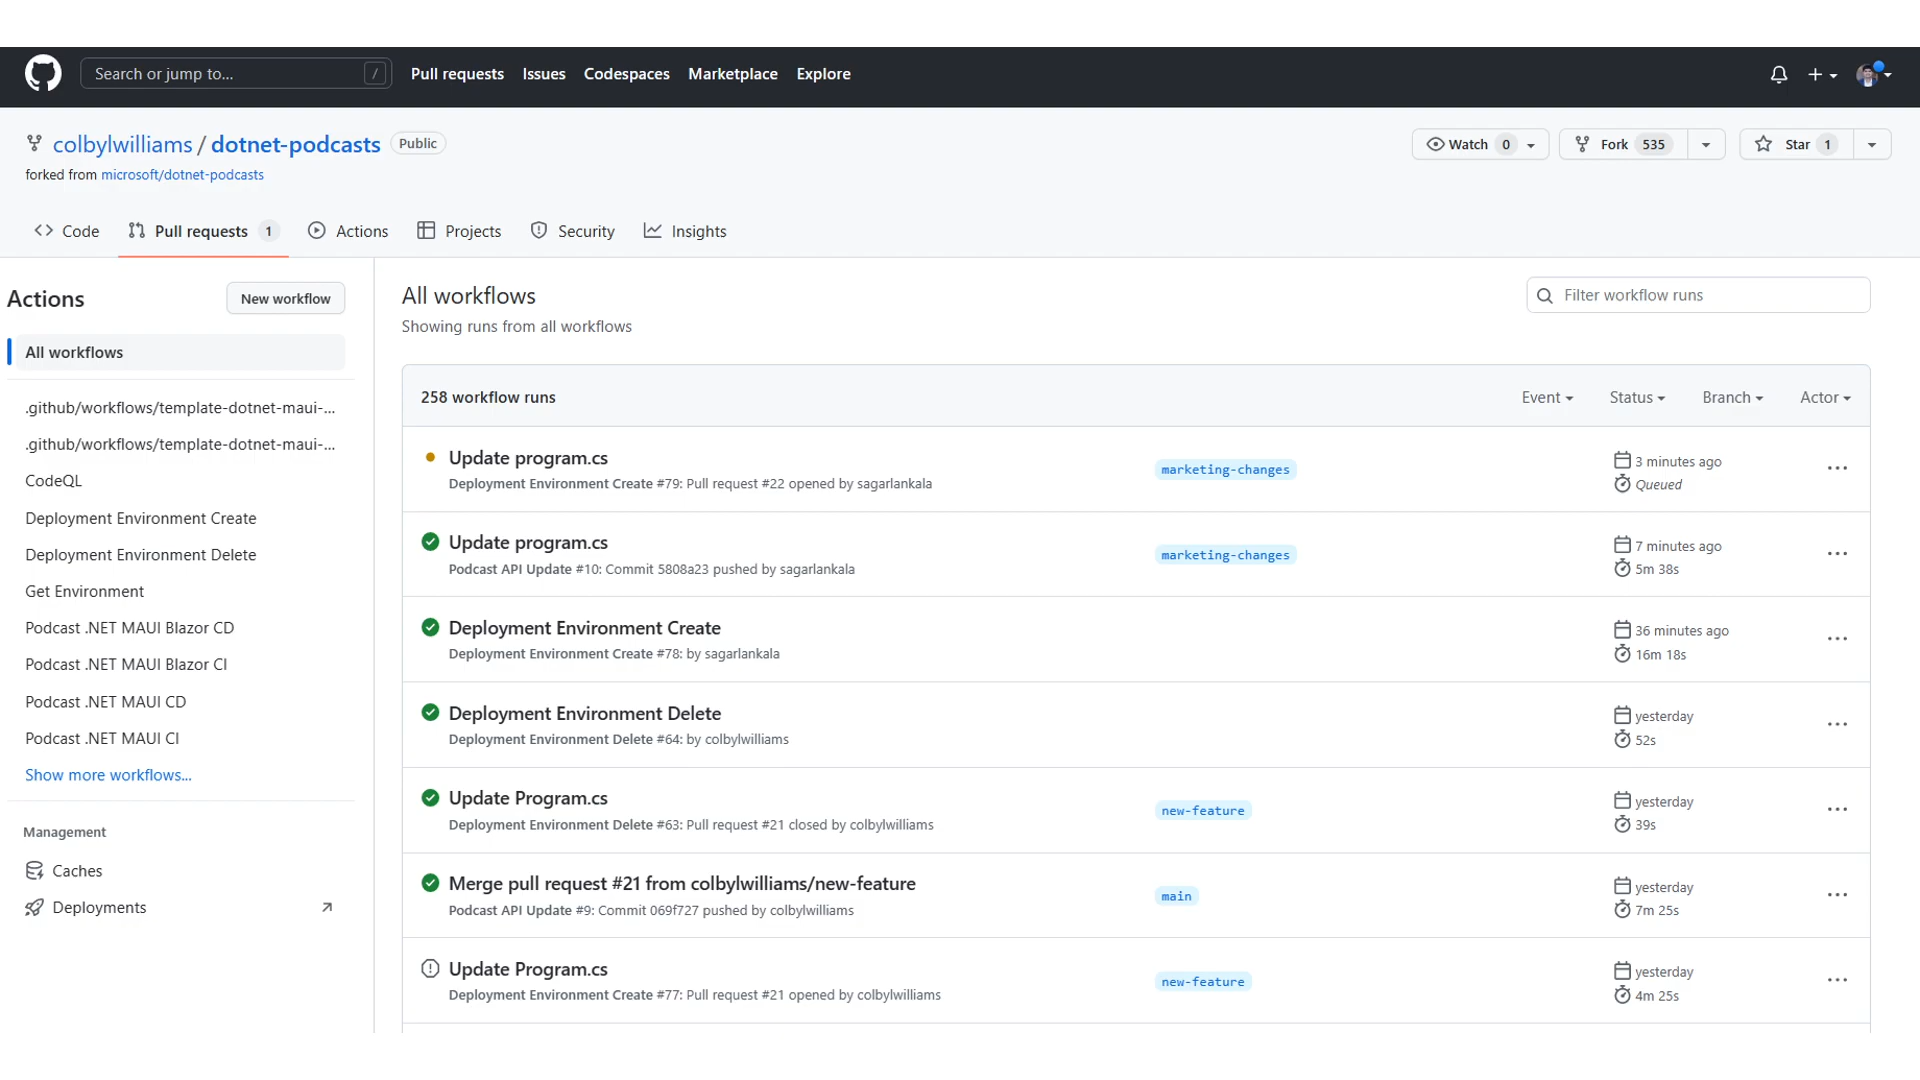 Search or jump to... /
Pull requests Issues Codespaces Marketplace Explore
colbylwilliams / dotnet-podcasts Public
Watch 0 Fork 535 Star 1
forked from microsoft/dotnet-podcasts
Code Pull requests 1 Actions Projects Security Insights
Actions
New workflow
All workflows
.github/workflows/template-dotnet-maui-...
.github/workflows/template-dotnet-maui-...
CodeQL
Deployment Environment Create
Deployment Environment Delete
Get Environment
Podcast .NET MAUI Blazor CD
Podcast .NET MAUI Blazor CI
Podcast .NET MAUI CD
Podcast .NET MAUI CI
Show more workflows...
Management
Caches
Deployments
All workflows
Showing runs from all workflows
Filter workflow runs
258 workflow runs
Event Status Branch Actor
Update program.cs
Deployment Environment Create #79: Pull request #22 opened by sagarlankala
marketing-changes
3 minutes ago
Queued
Update program.cs
Podcast API Update #10: Commit 5808a23 pushed by sagarlankala
marketing-changes
7 minutes ago
5m 38s
Deployment Environment Create
Deployment Environment Create #78: by sagarlankala
36 minutes ago
16m 18s
Deployment Environment Delete
Deployment Environment Delete #64: by colbylwilliams
yesterday
52s
Update Program.cs
Deployment Environment Delete #63: Pull request #21 closed by colbylwilliams
new-feature
yesterday
39s
Merge pull request #21 from colbylwilliams/new-feature
Podcast API Update #9: Commit 069f727 pushed by colbylwilliams
main
yesterday
7m 25s
Update Program.cs
Deployment Environment Create #77: Pull request #21 opened by colbylwilliams
new-feature
yesterday
4m 25s